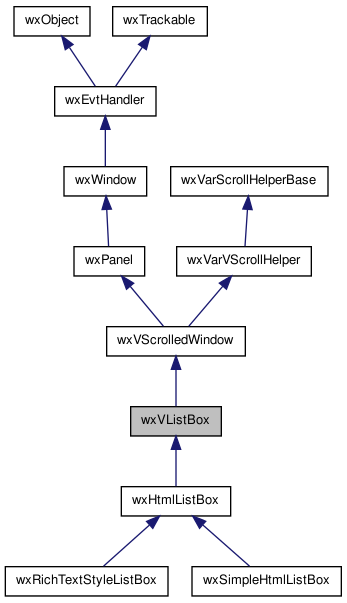 wxObject
wxTrackable
wxEvtHandler
wxWindow
wxVarScrollHelperBase
wxPanel
wxVarVScrollHelper
wxVScrolledWindow
wxVListBox
wxHtmlListBox
wxRichTextStyleListBox
wxSimpleHtmlListBox